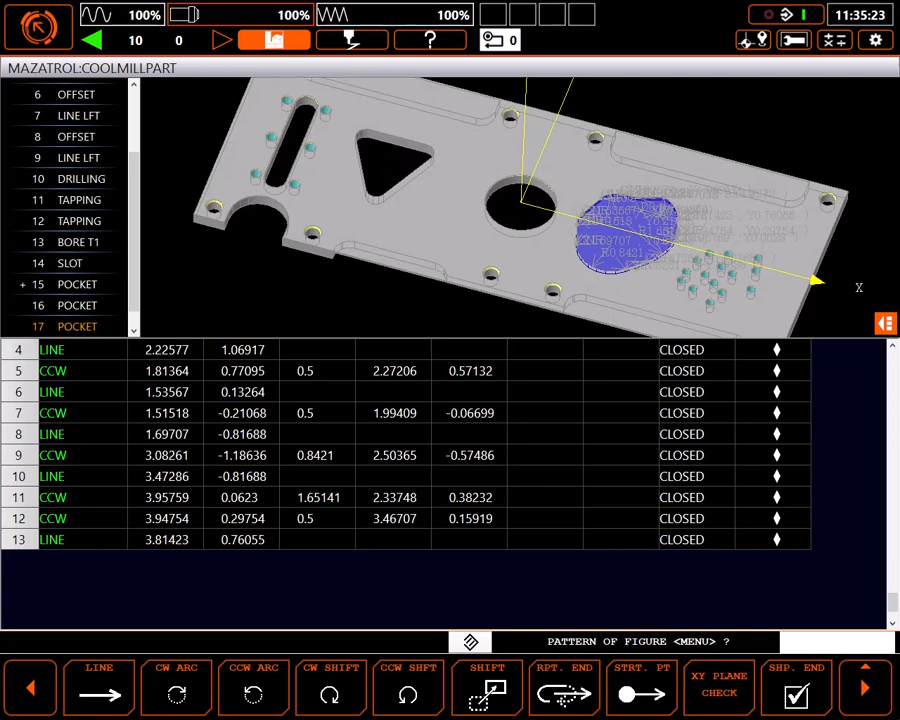 100% 100% 100% 11:35:23
10 0 ? 0
MAZATROL:COOLMILLPART
6 OFFSET
7 LINE LFT
8 OFFSET
9 LINE LFT
10 DRILLING
11 TAPPING
12 TAPPING
13 BORE T1
14 SLOT
+ 15 POCKET
16 POCKET
17 POCKET
X
4 LINE 2.22577 1.06917 CLOSED
5 CCW 1.81364 0.77095 0.5 2.27206 0.57132 CLOSED
6 LINE 1.53567 0.13264 CLOSED
7 CCW 1.51518 -0.21068 0.5 1.99409 -0.06699 CLOSED
8 LINE 1.69707 -0.81688 CLOSED
9 CCW 3.08261 -1.18636 0.8421 2.50365 -0.57486 CLOSED
10 LINE 3.47286 -0.81688 CLOSED
11 CCW 3.95759 0.0623 1.65141 2.33748 0.38232 CLOSED
12 CCW 3.94754 0.29754 0.5 3.46707 0.15919 CLOSED
13 LINE 3.81423 0.76055 CLOSED
PATTERN OF FIGURE <MENU> ?
LINE CW ARC CCW ARC CW SHIFT CCW SHFT SHIFT RPT. END STRT. PT XY PLANE CHECK SHP. END